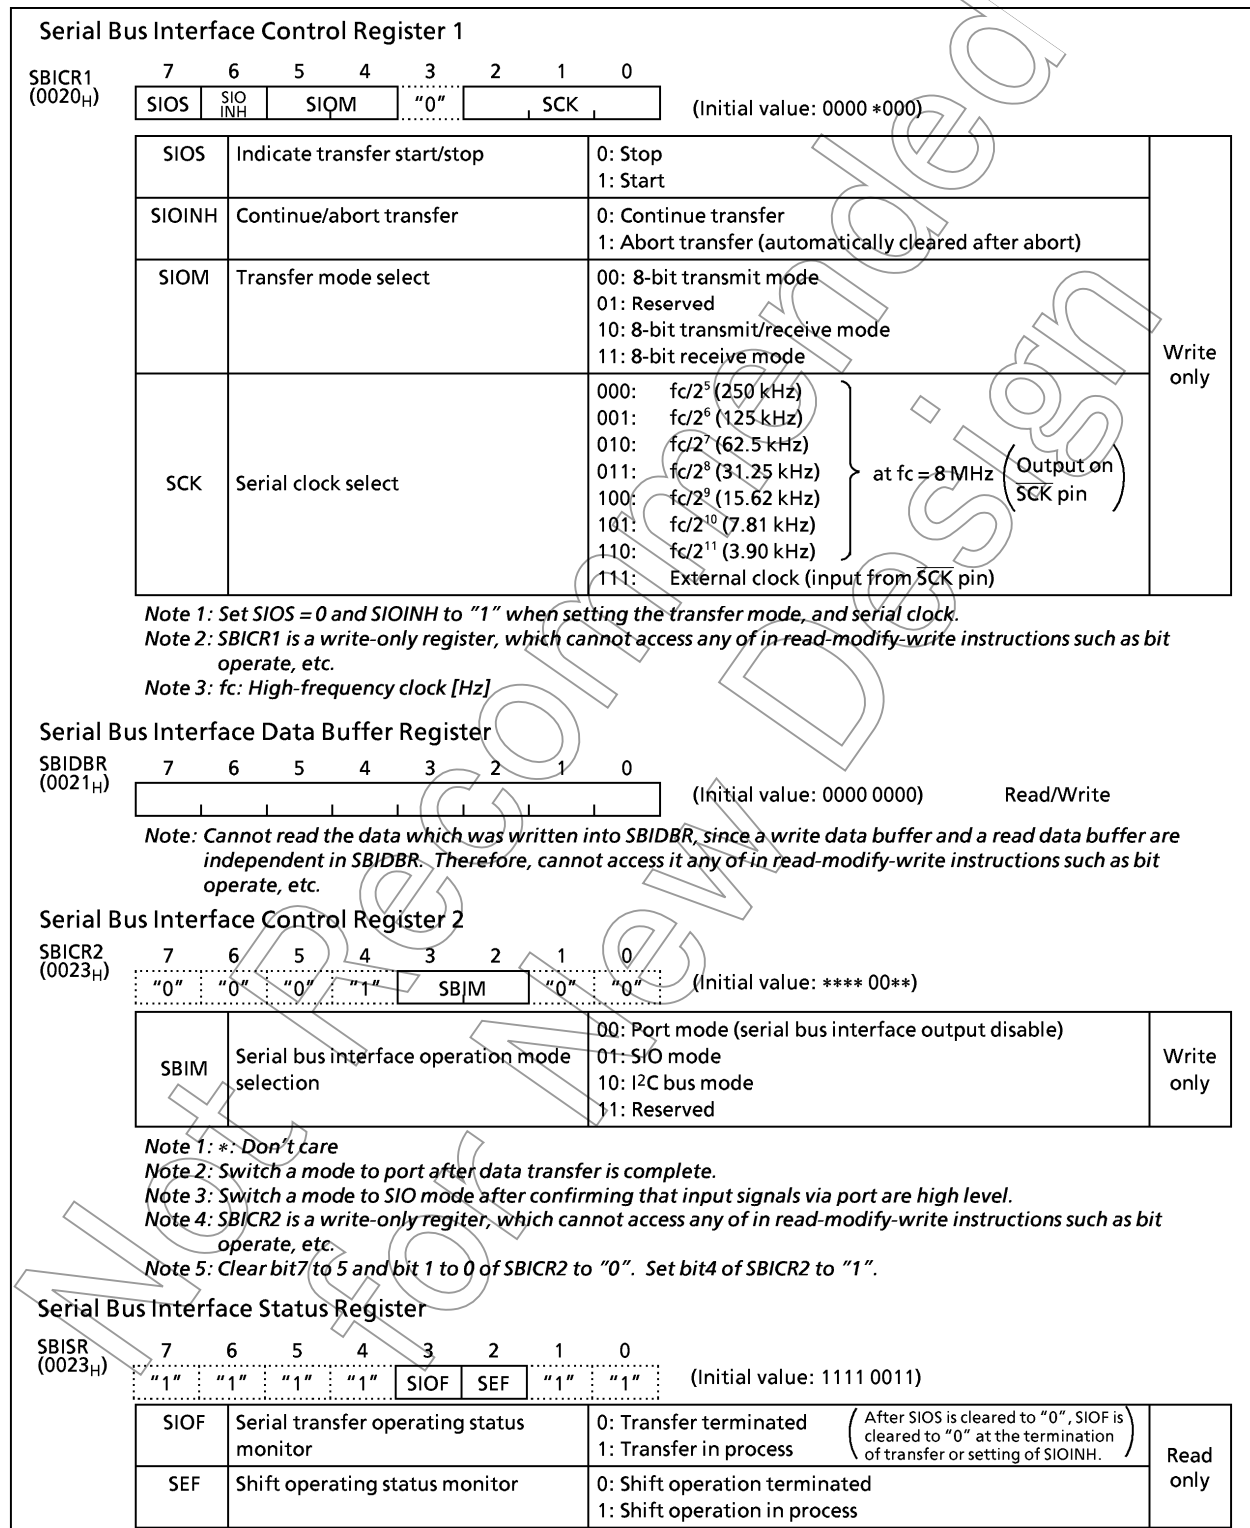 Serial Bus Interface Control Register 1
SBICR1
(0020H)
7 6 5 4 3 2 1 0
SIOS SIO INH SIOM "0" SCK (Initial value: 0000 *000)
SIOS Indicate transfer start/stop 0: Stop
1: Start
SIOINH Continue/abort transfer 0: Continue transfer
1: Abort transfer (automatically cleared after abort)
SIOM Transfer mode select 00: 8-bit transmit mode
01: Reserved
10: 8-bit transmit/receive mode
11: 8-bit receive mode
Write only
SCK Serial clock select
000: fc/2⁵ (250 kHz)
001: fc/2⁶ (125 kHz)
010: fc/2⁷ (62.5 kHz)
011: fc/2⁸ (31.25 kHz)
100: fc/2⁹ (15.62 kHz)
101: fc/2¹⁰ (7.81 kHz)
110: fc/2¹¹ (3.90 kHz)
at fc = 8 MHz (Output on SCK pin)
111: External clock (input from SCK pin)
Note 1: Set SIOS = 0 and SIOINH to "1" when setting the transfer mode, and serial clock.
Note 2: SBICR1 is a write-only register, which cannot access any of in read-modify-write instructions such as bit
operate, etc.
Note 3: fc: High-frequency clock [Hz]
Serial Bus Interface Data Buffer Register
SBIDBR
(0021H)
7 6 5 4 3 2 1 0
(Initial value: 0000 0000) Read/Write
Note: Cannot read the data which was written into SBIDBR, since a write data buffer and a read data buffer are
independent in SBIDBR. Therefore, cannot access it any of in read-modify-write instructions such as bit
operate, etc.
Serial Bus Interface Control Register 2
SBICR2
(0023H)
7 6 5 4 3 2 1 0
"0" "0" "0" "1" SBIM "0" "0" (Initial value: **** 00**)
SBIM Serial bus interface operation mode
selection
00: Port mode (serial bus interface output disable)
01: SIO mode
10: I²C bus mode
11: Reserved
Write only
Note 1: *: Don't care
Note 2: Switch a mode to port after data transfer is complete.
Note 3: Switch a mode to SIO mode after confirming that input signals via port are high level.
Note 4: SBICR2 is a write-only regiter, which cannot access any of in read-modify-write instructions such as bit
operate, etc.
Note 5: Clear bit7 to 5 and bit 1 to 0 of SBICR2 to "0". Set bit4 of SBICR2 to "1".
Serial Bus Interface Status Register
SBISR
(0023H)
7 6 5 4 3 2 1 0
"1" "1" "1" "1" SIOF SEF "1" "1" (Initial value: 1111 0011)
SIOF Serial transfer operating status
monitor
0: Transfer terminated
1: Transfer in process
(After SIOS is cleared to "0", SIOF is
cleared to "0" at the termination
of transfer or setting of SIOINH.)
Read only
SEF Shift operating status monitor 0: Shift operation terminated
1: Shift operation in process
Not Recommended
for New Design